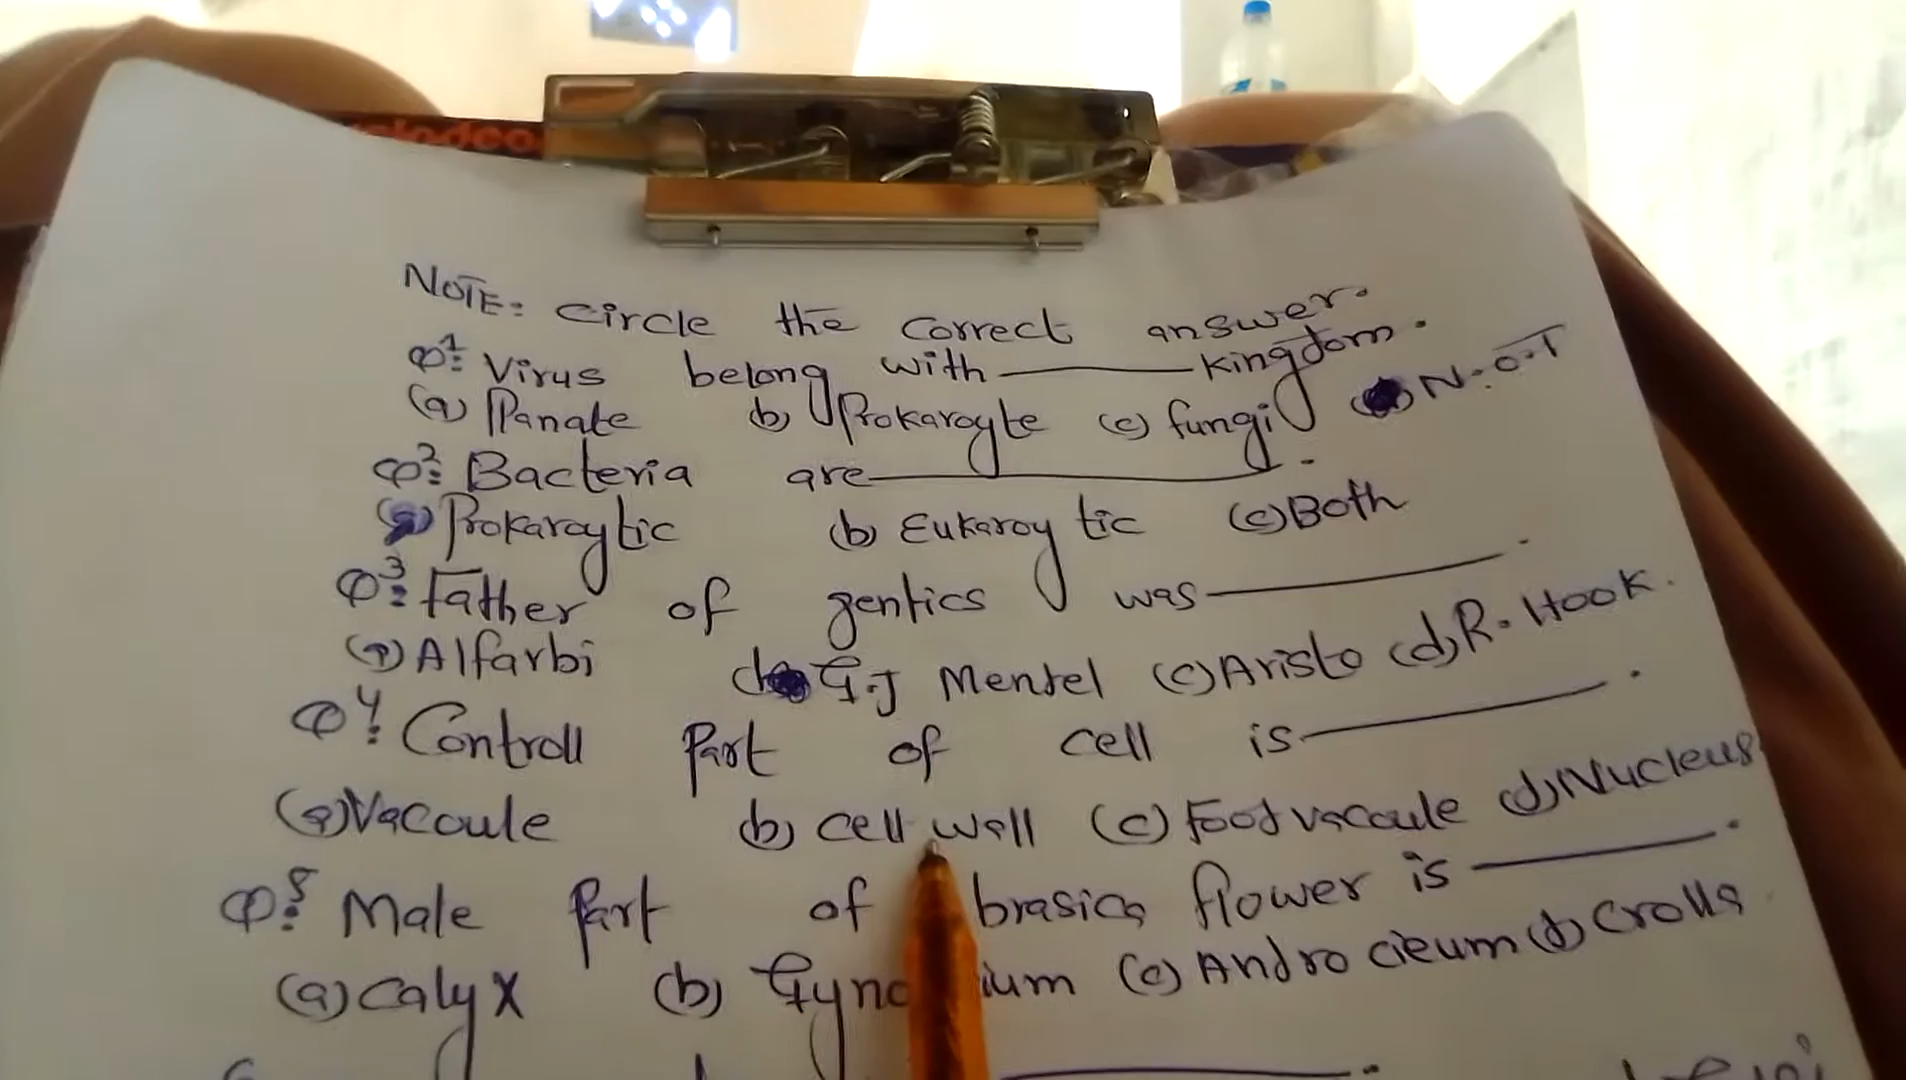 NOTE: Circle the correct answer.
Q1: Virus belong with ______ kingdom.
(a) Planate b) Prokaroyte (c) fungi N.O.T
Q2: Bacteria are ______.
Prokaroytic (b) Eukaroytic (c) Both
Q3: Father of gentics was ______.
(a) Alfarbi G.J Mendel (c) Aristo (d) R. Hook.
Q4: Controll Part of cell is ______.
(a) Vacoule b) cell wall (c) Food vacoule (d) Nucleus
Q5: Male Part of brasica flower is ______.
(a) Calyx (b) (c) Androcieum (d) Crolla